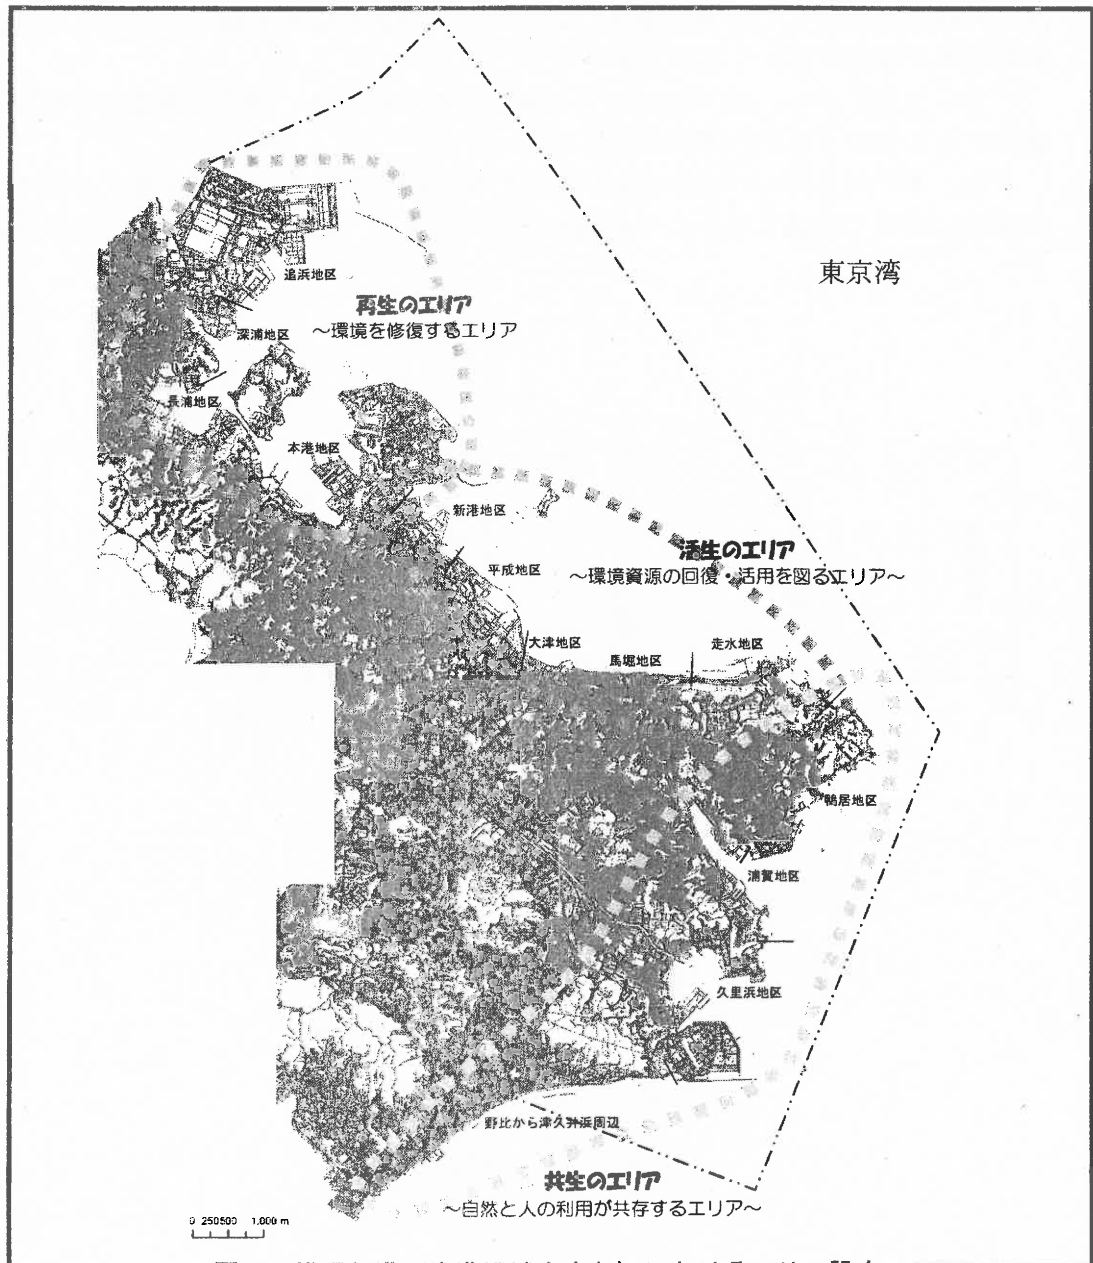 東京湾
追浜地区
再生のエリア
～環境を修復するエリア
深浦地区
長浦地区
本港地区
新港地区
活生のエリア
～環境資源の回復・活用を図るエリア～
平成地区
大津地区
馬堀地区
走水地区
鴨居地区
浦賀地区
久里浜地区
野比から津久井浜周辺
共生のエリア
～自然と人の利用が共存するエリア～
0 250500 1,000 m